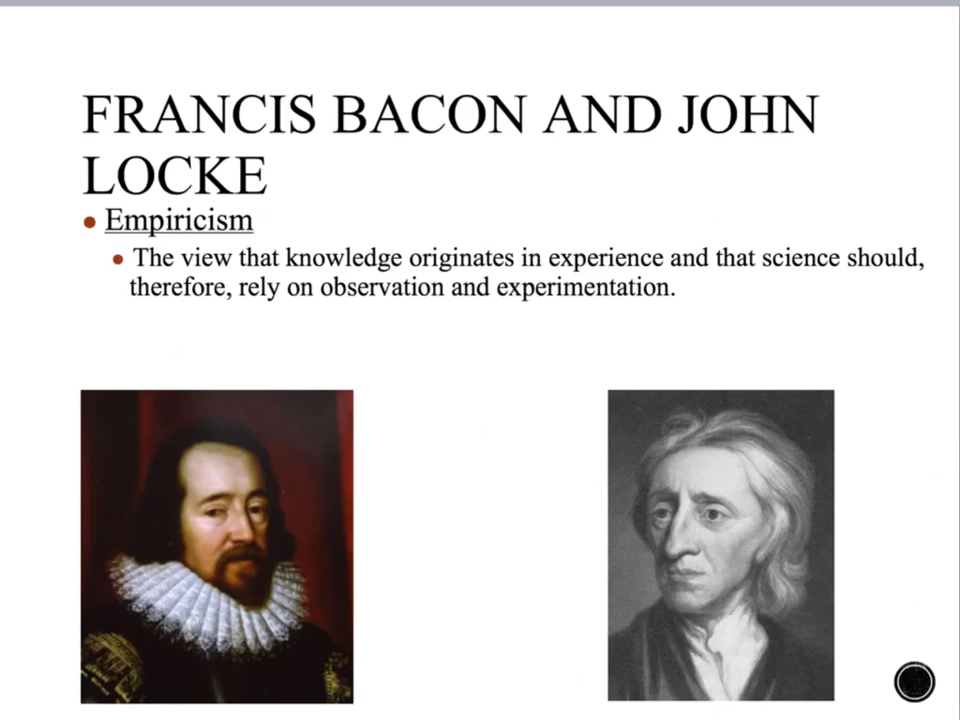 FRANCIS BACON AND JOHN
LOCKE
Empiricism
The view that knowledge originates in experience and that science should,
therefore, rely on observation and experimentation.